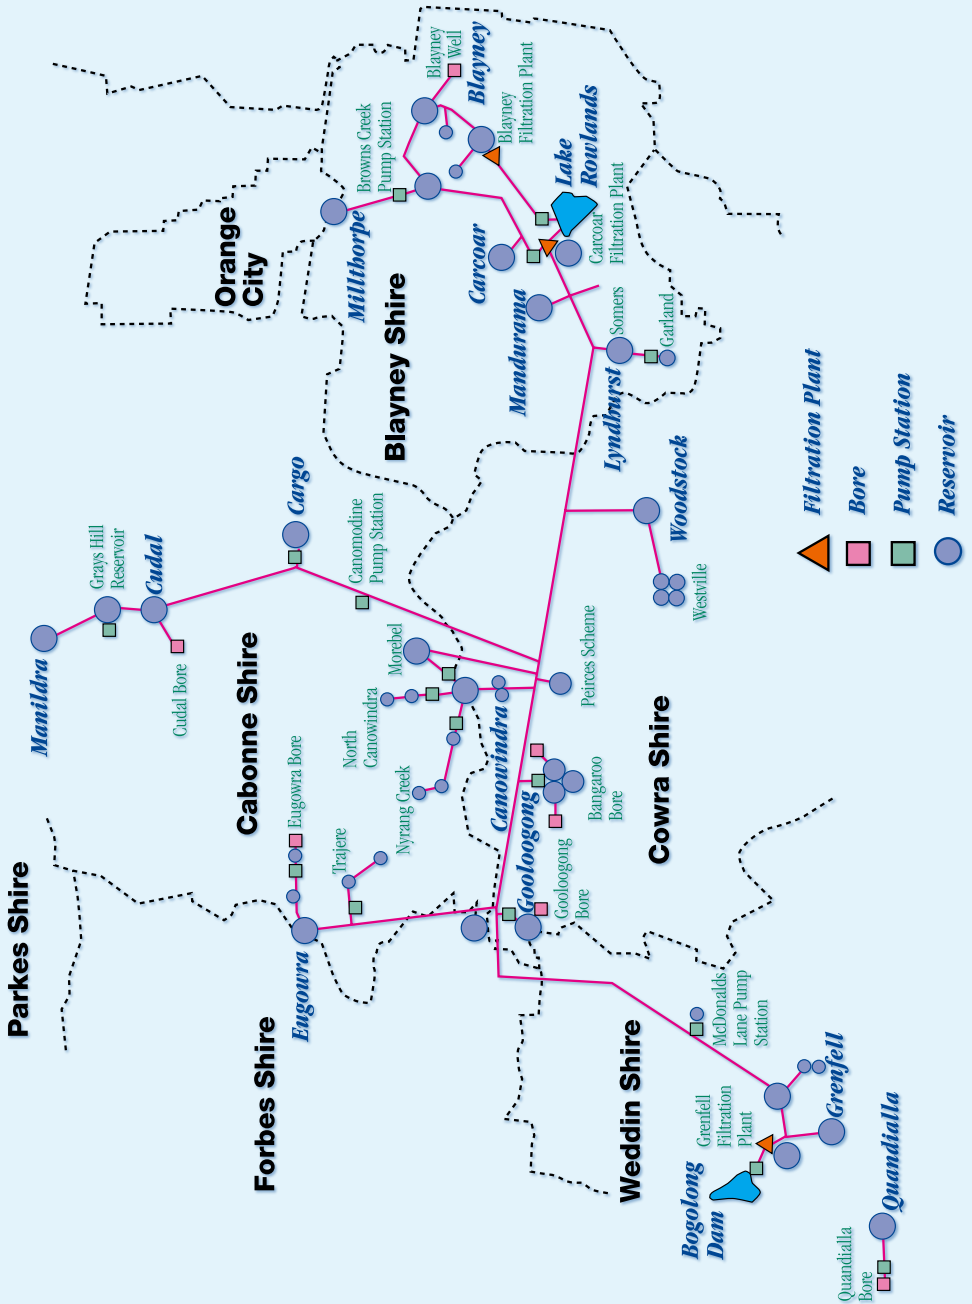 Parkes Shire
Manildra
Grays Hill
Reservoir
Cudal
Cudal Bore
Cargo
Canomodine
Pump Station
Cabonne Shire
Orange
City
Millthorpe
Browns Creek
Pump Station
Blayney
Well
Blayney
Blayney
Filtration Plant
Lake
Rowlands
Carcoar
Filtration Plant
Carcoar
Blayney Shire
Mandurama
Somers
Garland
Lyndhurst
Woodstock
Westville
Morebel
North
Canowindra
Nyrang Creek
Canowindra
Peirces Scheme
Eugowra Bore
Trajere
Eugowra
Forbes Shire
Gooloogong
Bangaroo
Bore
Gooloogong
Bore
Cowra Shire
Weddin Shire
McDonalds
Lane Pump
Station
Grenfell
Filtration
Plant
Bogolong
Dam
Grenfell
Quandialla
Quandialla
Bore
Filtration Plant
Bore
Pump Station
Reservoir